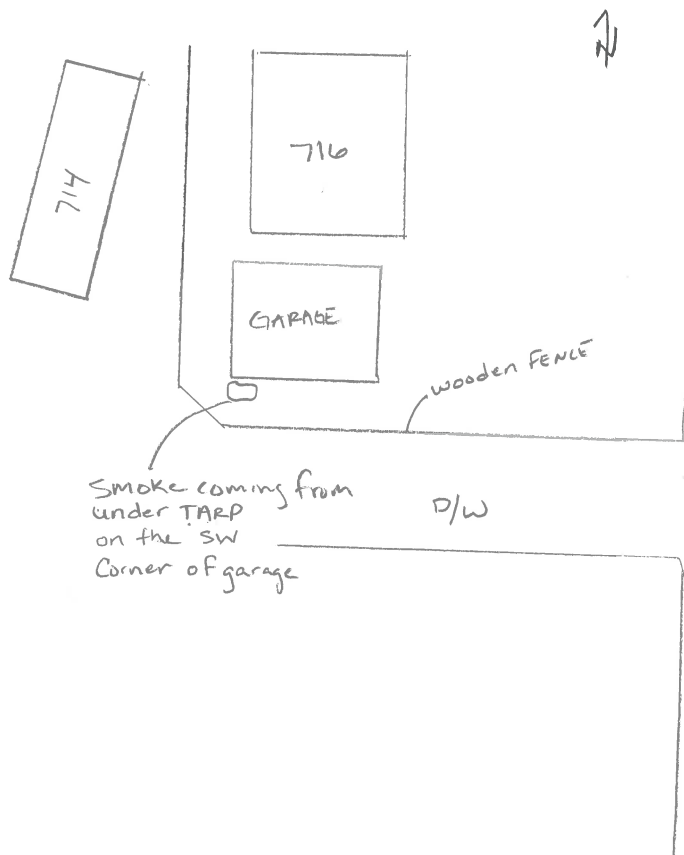 N
716
714
GARAGE
wooden FENCE
Smoke coming from
under TARP
on the SW
Corner of garage
D/W